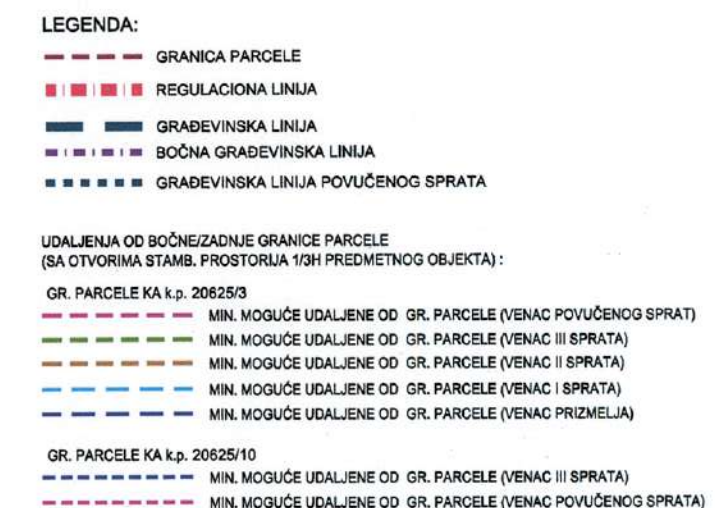 LEGENDA:
GRANICA PARCELE
REGULACIONA LINIJA
GRAĐEVINSKA LINIJA
BOČNA GRAĐEVINSKA LINIJA
GRAĐEVINSKA LINIJA POVUČENOG SPRATA
UDALJENJA OD BOČNE/ZADNJE GRANICE PARCELE
(SA OTVORIMA STAMB. PROSTORIJA 1/3H PREDMETNOG OBJEKTA) :
GR. PARCELE KA k.p. 20625/3
MIN. MOGUĆE UDALJENE OD GR. PARCELE (VENAC POVUČENOG SPRAT)
MIN. MOGUĆE UDALJENE OD GR. PARCELE (VENAC III SPRATA)
MIN. MOGUĆE UDALJENE OD GR. PARCELE (VENAC II SPRATA)
MIN. MOGUĆE UDALJENE OD GR. PARCELE (VENAC I SPRATA)
MIN. MOGUĆE UDALJENE OD GR. PARCELE (VENAC PRIZMELJA)
GR. PARCELE KA k.p. 20625/10
MIN. MOGUĆE UDALJENE OD GR. PARCELE (VENAC III SPRATA)
MIN. MOGUĆE UDALJENE OD GR. PARCELE (VENAC POVUČENOG SPRATA)